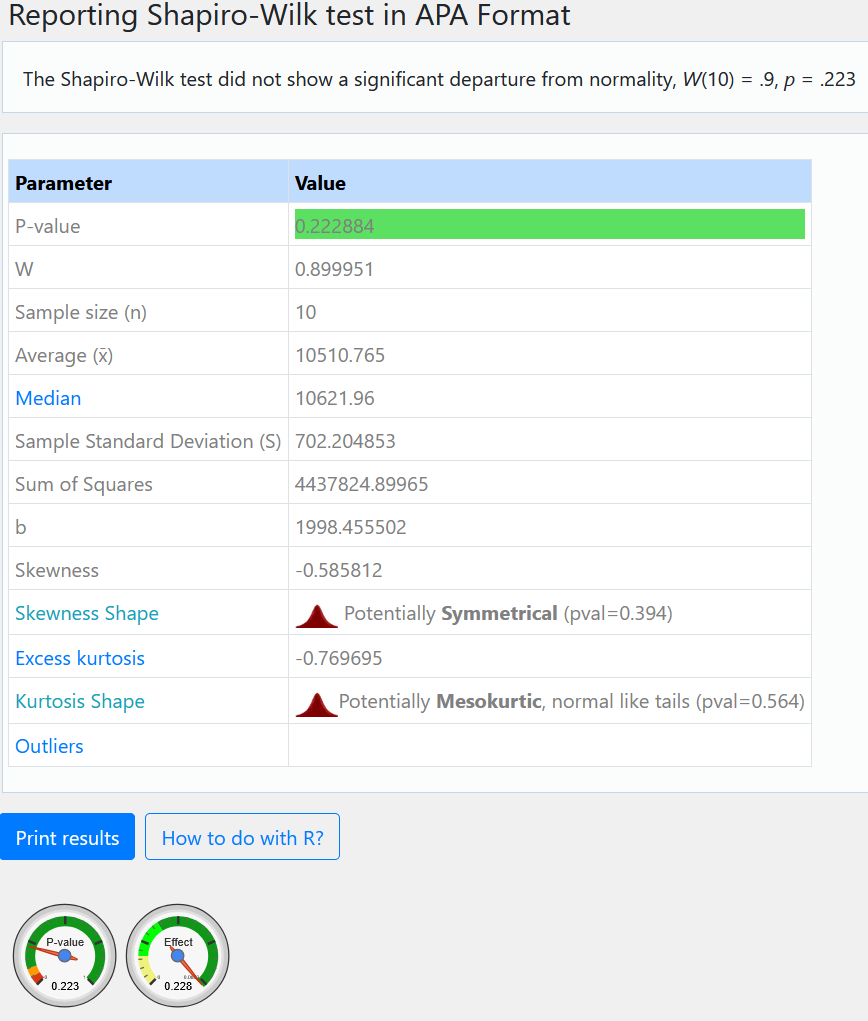 Reporting Shapiro-Wilk test in APA Format
The Shapiro-Wilk test did not show a significant departure from normality, W(10) = .9, p = .223
Parameter Value
P-value 0.222884
W 0.899951
Sample size (n) 10
Average (x̄) 10510.765
Median 10621.96
Sample Standard Deviation (S) 702.204853
Sum of Squares 4437824.89965
b 1998.455502
Skewness -0.585812
Skewness Shape Potentially Symmetrical (pval=0.394)
Excess kurtosis -0.769695
Kurtosis Shape Potentially Mesokurtic, normal like tails (pval=0.564)
Outliers
Print results How to do with R?
P-value Effect
0.223 0.228